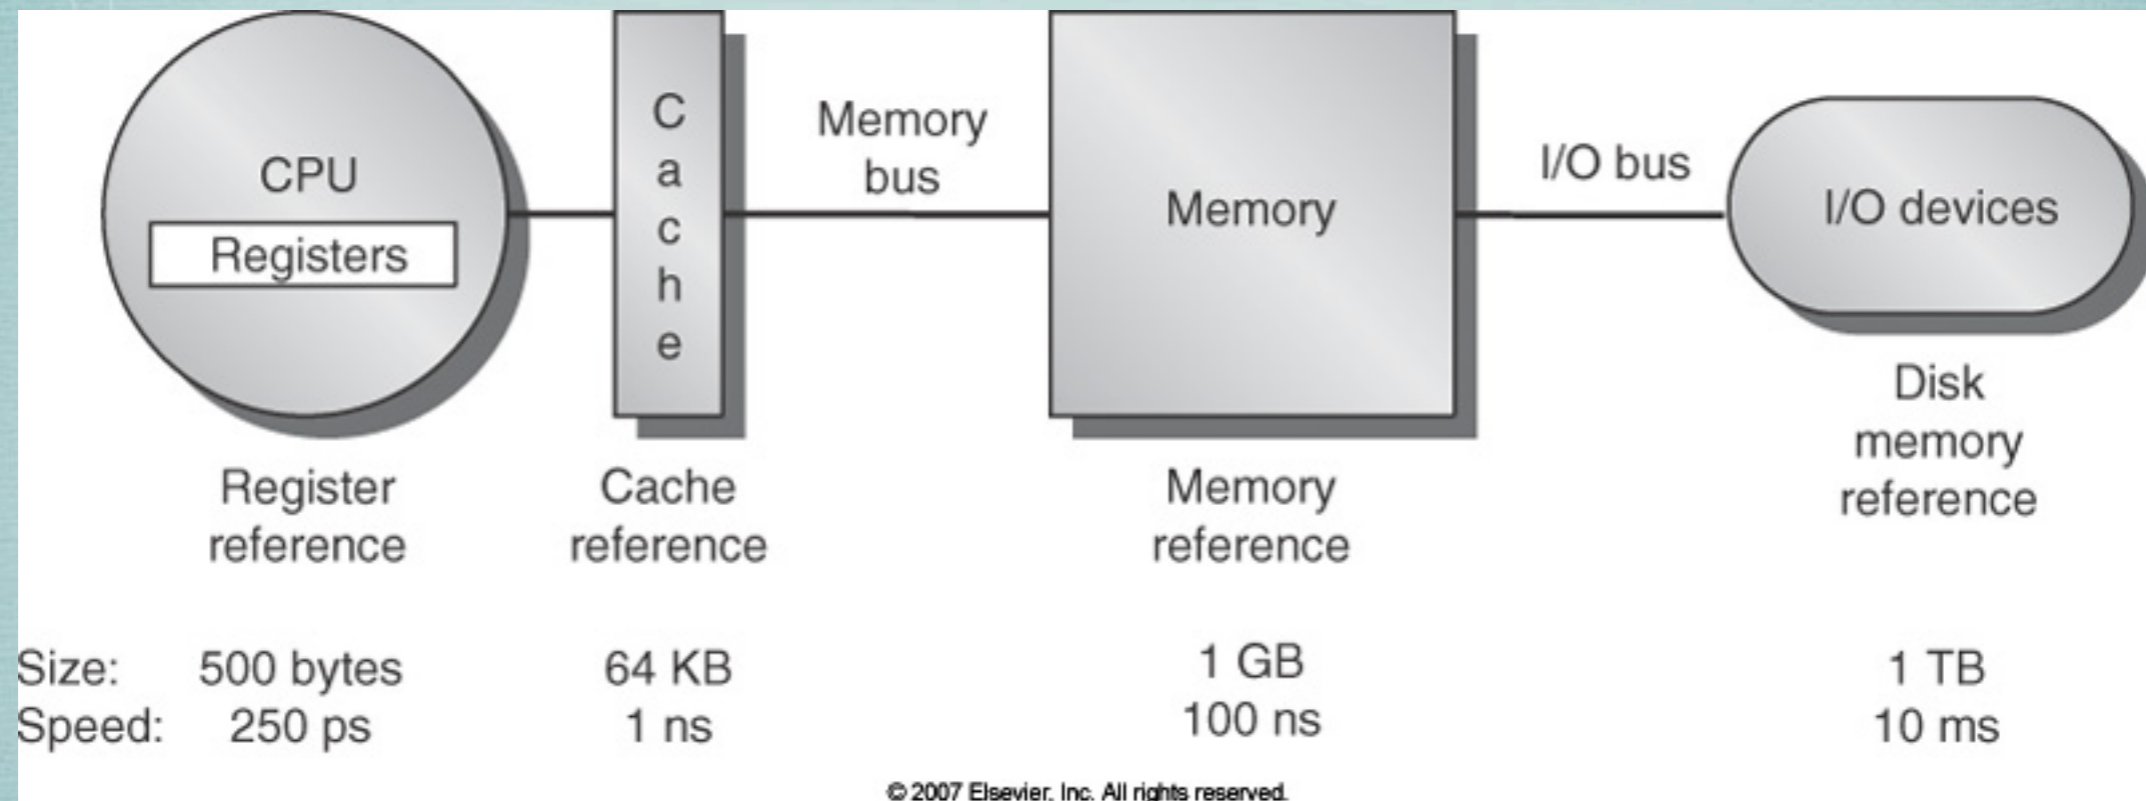 CPU
Registers
C
a
c
h
e
Memory
bus
Memory
I/O bus
I/O devices
Register
reference
Cache
reference
Memory
reference
Disk
memory
reference
Size: 500 bytes 64 KB 1 GB 1 TB
Speed: 250 ps 1 ns 100 ns 10 ms
© 2007 Elsevier, Inc. All rights reserved.